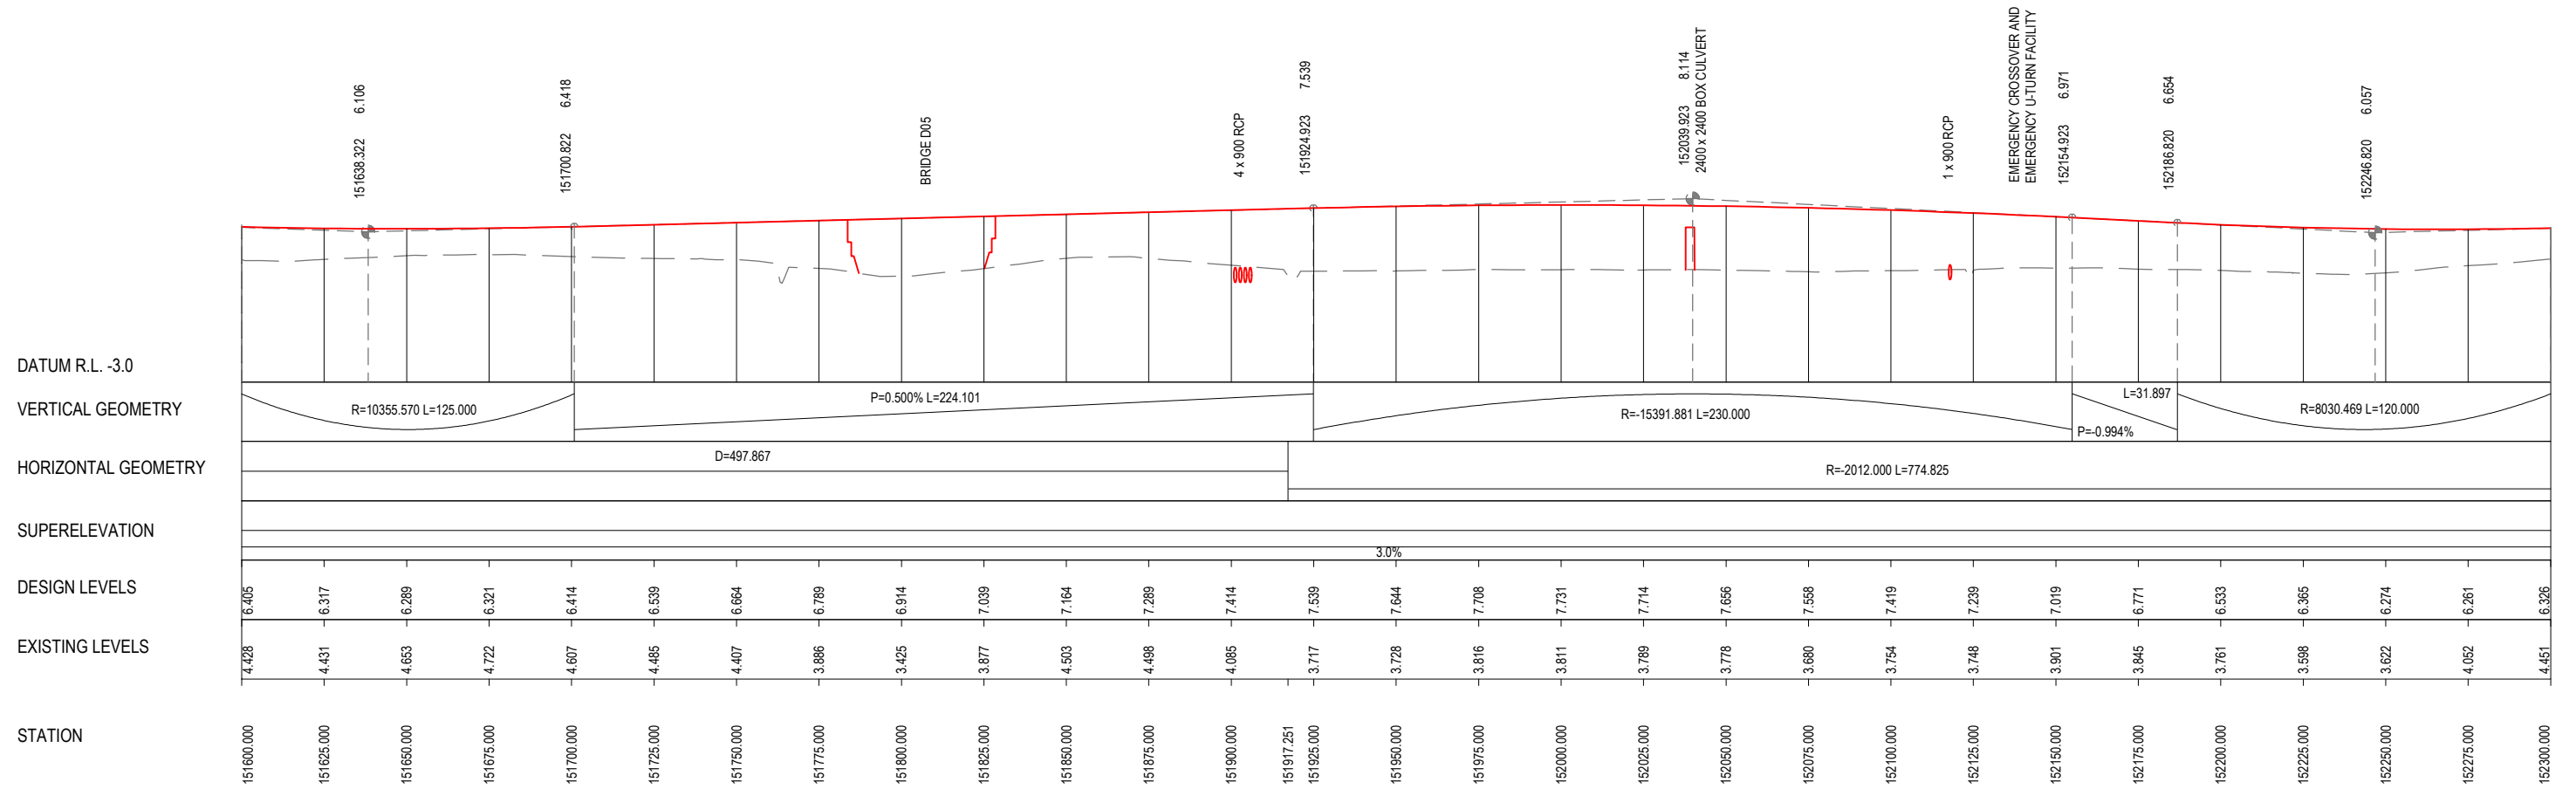 151638.322 6.106
151700.822 6.418
BRIDGE D05
4 x 900 RCP
151924.923 7.539
152039.923 8.114
2400 x 2400 BOX CULVERT
1 x 900 RCP
EMERGENCY CROSSOVER AND
EMERGENCY U-TURN FACILITY
152154.923 6.971
152186.820 6.654
152246.820 6.057
DATUM R.L. -3.0
VERTICAL GEOMETRY
R=10355.570 L=125.000
P=0.500% L=224.101
R=-15391.881 L=230.000
L=31.897
P=-0.994%
R=8030.469 L=120.000
HORIZONTAL GEOMETRY
D=497.867
R=-2012.000 L=774.825
SUPERELEVATION
3.0%
DESIGN LEVELS
6.405 6.317 6.289 6.321 6.414 6.539 6.664 6.789 6.914 7.039 7.164 7.289 7.414 7.539 7.644 7.708 7.731 7.714 7.656 7.558 7.419 7.239 7.019 6.771 6.533 6.365 6.274 6.261 6.326
EXISTING LEVELS
4.428 4.431 4.653 4.722 4.607 4.485 4.407 3.886 3.425 3.877 4.503 4.498 4.085 3.717 3.728 3.816 3.811 3.789 3.778 3.680 3.754 3.748 3.901 3.845 3.761 3.598 3.622 4.052 4.451
STATION
151600.000 151625.000 151650.000 151675.000 151700.000 151725.000 151750.000 151775.000 151800.000 151825.000 151850.000 151875.000 151900.000 151917.251 151925.000 151950.000 151975.000 152000.000 152025.000 152050.000 152075.000 152100.000 152125.000 152150.000 152175.000 152200.000 152225.000 152250.000 152275.000 152300.000